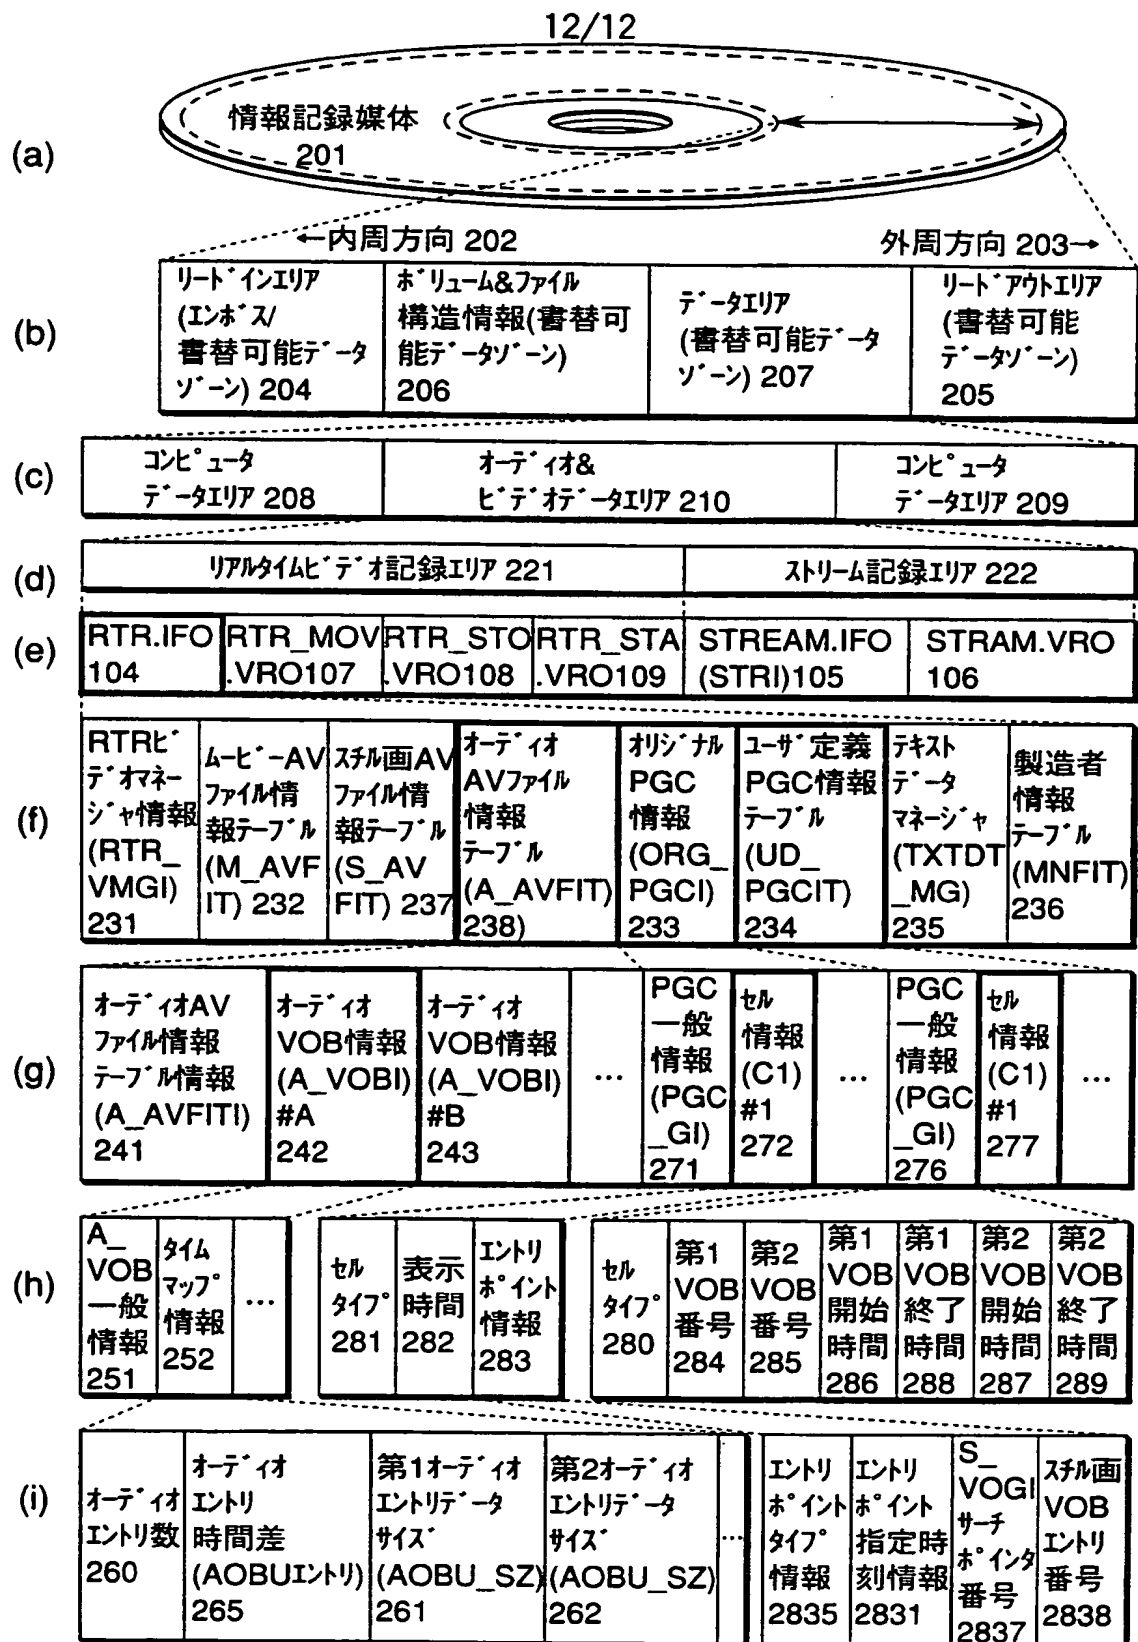 12/12
情報記録媒体
201
(a)
←内周方向 202
外周方向 203→
(b)
リードインエリア
(エンボス/
書替可能データ
ゾーン) 204
ボリューム&ファイル
構造情報(書替可
能データゾーン)
206
データエリア
(書替可能データ
ゾーン) 207
リードアウトエリア
(書替可能
データゾーン)
205
(c)
コンピュータ
データエリア 208
オーディオ&
ビデオデータエリア 210
コンピュータ
データエリア 209
(d)
リアルタイムビデオ記録エリア 221
ストリーム記録エリア 222
(e)
RTR.IFO
104
RTR_MOV
.VRO107
RTR_STO
.VRO108
RTR_STA
.VRO109
STREAM.IFO
(STRI)105
STRAM.VRO
106
(f)
RTRビ
デオマネー
ジャ情報
(RTR_
VMGI)
231
ムービーAV
ファイル情
報テーブル
(M_AVF
IT) 232
スチル画AV
ファイル情
報テーブル
(S_AV
FIT) 237
オーディオ
AVファイル
情報
テーブル
(A_AVFIT)
238)
オリジナル
PGC
情報
(ORG_
PGCI)
233
ユーザ定義
PGC情報
テーブル
(UD_
PGCIT)
234
テキスト
データ
マネージャ
(TXTDT
_MG)
235
製造者
情報
テーブル
(MNFIT)
236
(g)
オーディオAV
ファイル情報
テーブル情報
(A_AVFITI)
241
オーディオ
VOB情報
(A_VOBI)
#A
242
オーディオ
VOB情報
(A_VOBI)
#B
243
...
PGC
一般
情報
(PGC
_GI)
271
セル
情報
(C1)
#1
272
...
PGC
一般
情報
(PGC
_GI)
276
セル
情報
(C1)
#1
277
...
(h)
A_
VOB
一般
情報
251
タイム
マップ
情報
252
...
セル
タイプ
281
表示
時間
282
エントリ
ポイント
情報
283
セル
タイプ
280
第1
VOB
番号
284
第2
VOB
番号
285
第1
VOB
開始
時間
286
第1
VOB
終了
時間
288
第2
VOB
開始
時間
287
第2
VOB
終了
時間
289
(i)
オーディオ
エントリ数
260
オーディオ
エントリ
時間差
(AOBUエントリ)
265
第1オーディオ
エントリデータ
サイズ
(AOBU_SZ)
261
第2オーディオ
エントリデータ
サイズ
(AOBU_SZ)
262
...
エントリ
ポイント
タイプ
情報
2835
エントリ
ポイント
指定時
刻情報
2831
S_
VOGI
サーチ
ポインタ
番号
2837
スチル画
VOB
エントリ
番号
2838